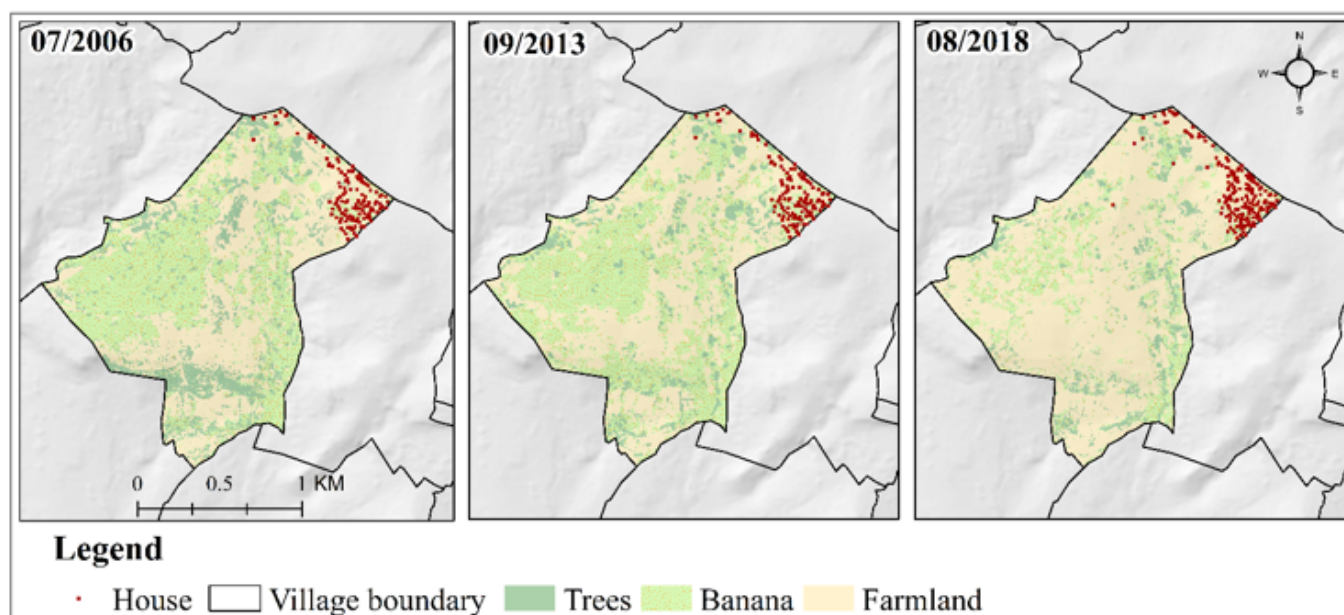 07/2006
09/2013
08/2018
N
W E
S
0 0.5 1 KM
Legend
House Village boundary Trees Banana Farmland